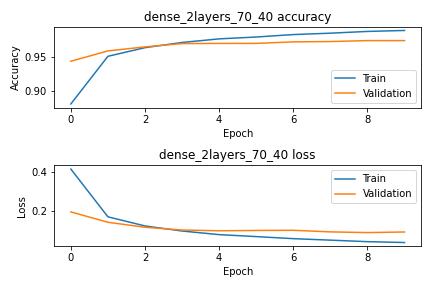 dense_2layers_70_40 accuracy
Accuracy
0.95
0.90
Train
Validation
0 2 4 6 8
Epoch
dense_2layers_70_40 loss
Loss
0.4
0.2
Train
Validation
0 2 4 6 8
Epoch